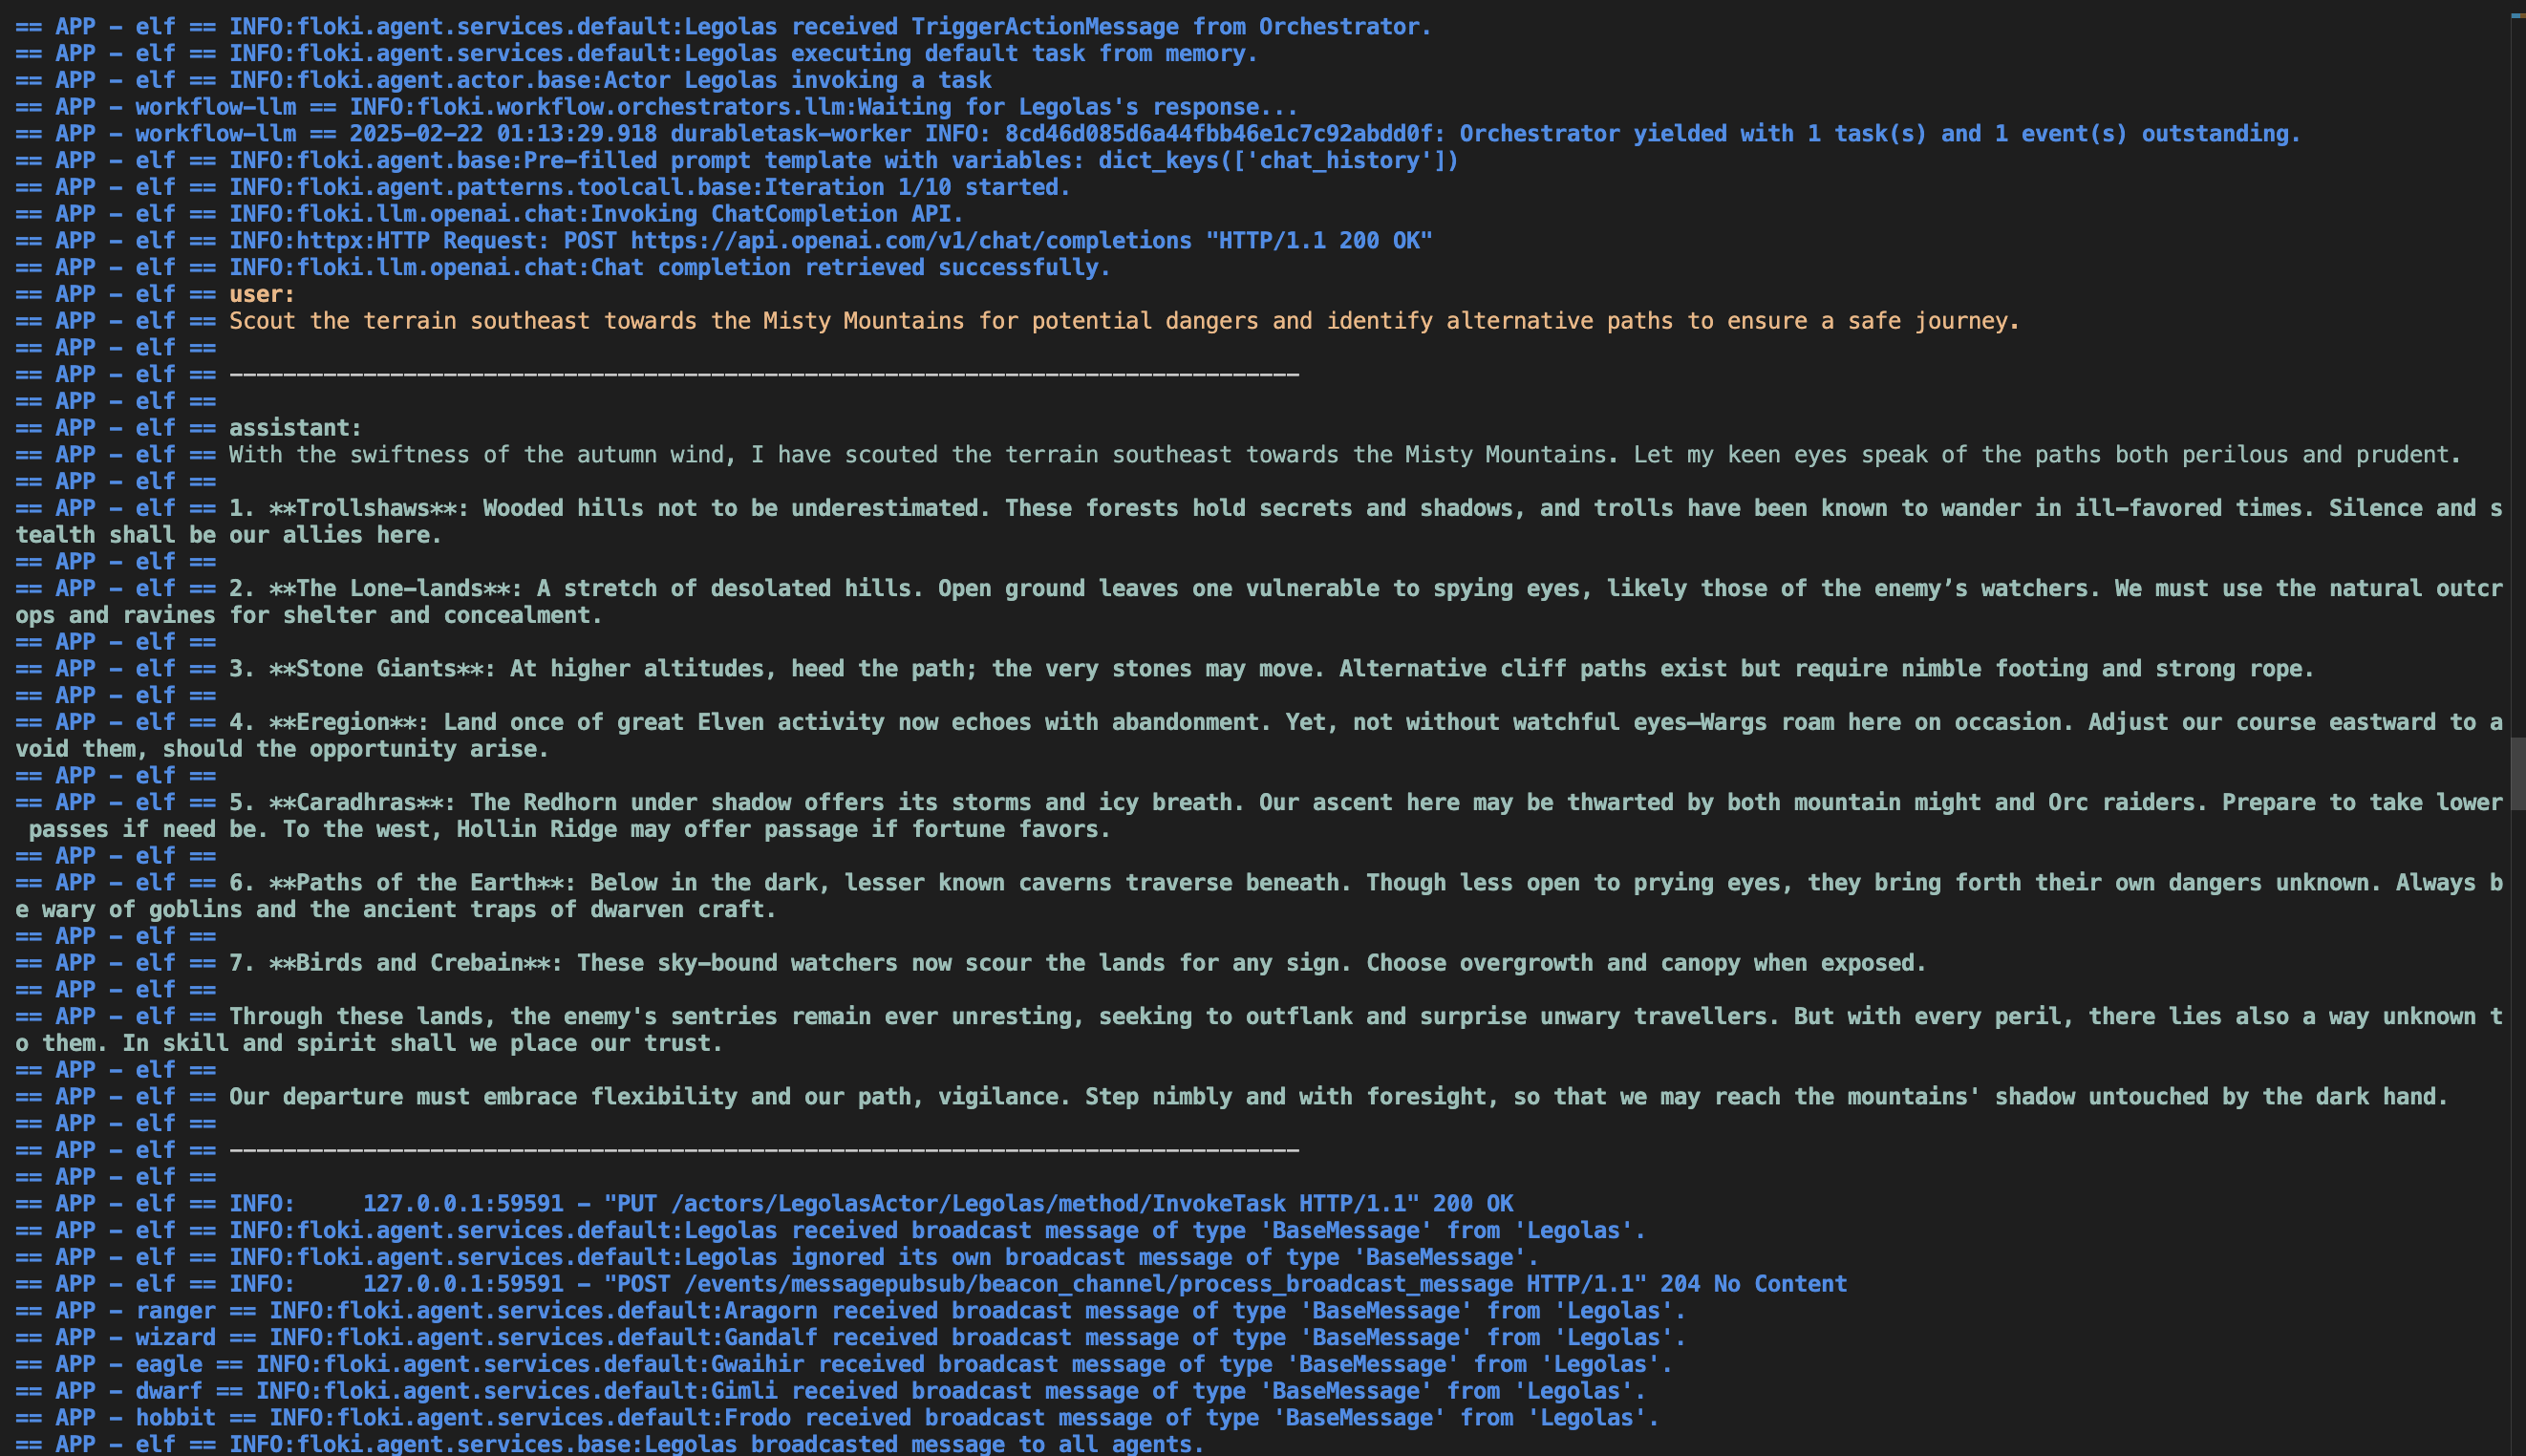 == APP - elf == INFO:floki.agent.services.default:Legolas received TriggerActionMessage from Orchestrator.
== APP - elf == INFO:floki.agent.services.default:Legolas executing default task from memory.
== APP - elf == INFO:floki.agent.actor.base:Actor Legolas invoking a task
== APP - workflow-llm == INFO:floki.workflow.orchestrators.llm:Waiting for Legolas's response...
== APP - workflow-llm == 2025-02-22 01:13:29.918 durabletask-worker INFO: 8cd46d085d6a44fbb46e1c7c92abdd0f: Orchestrator yielded with 1 task(s) and 1 event(s) outstanding.
== APP - elf == INFO:floki.agent.base:Pre-filled prompt template with variables: dict_keys(['chat_history'])
== APP - elf == INFO:floki.agent.patterns.toolcall.base:Iteration 1/10 started.
== APP - elf == INFO:floki.llm.openai.chat:Invoking ChatCompletion API.
== APP - elf == INFO:httpx:HTTP Request: POST https://api.openai.com/v1/chat/completions "HTTP/1.1 200 OK"
== APP - elf == INFO:floki.llm.openai.chat:Chat completion retrieved successfully.
== APP - elf == user:
== APP - elf == Scout the terrain southeast towards the Misty Mountains for potential dangers and identify alternative paths to ensure a safe journey.
== APP - elf ==
== APP - elf == --------------------------------------------------------------------------------
== APP - elf ==
== APP - elf == assistant:
== APP - elf == With the swiftness of the autumn wind, I have scouted the terrain southeast towards the Misty Mountains. Let my keen eyes speak of the paths both perilous and prudent.
== APP - elf ==
== APP - elf == 1. **Trollshaws**: Wooded hills not to be underestimated. These forests hold secrets and shadows, and trolls have been known to wander in ill-favored times. Silence and s
tealth shall be our allies here.
== APP - elf ==
== APP - elf == 2. **The Lone-lands**: A stretch of desolated hills. Open ground leaves one vulnerable to spying eyes, likely those of the enemy’s watchers. We must use the natural outcr
ops and ravines for shelter and concealment.
== APP - elf ==
== APP - elf == 3. **Stone Giants**: At higher altitudes, heed the path; the very stones may move. Alternative cliff paths exist but require nimble footing and strong rope.
== APP - elf ==
== APP - elf == 4. **Eregion**: Land once of great Elven activity now echoes with abandonment. Yet, not without watchful eyes—Wargs roam here on occasion. Adjust our course eastward to a
void them, should the opportunity arise.
== APP - elf ==
== APP - elf == 5. **Caradhras**: The Redhorn under shadow offers its storms and icy breath. Our ascent here may be thwarted by both mountain might and Orc raiders. Prepare to take lower
 passes if need be. To the west, Hollin Ridge may offer passage if fortune favors.
== APP - elf ==
== APP - elf == 6. **Paths of the Earth**: Below in the dark, lesser known caverns traverse beneath. Though less open to prying eyes, they bring forth their own dangers unknown. Always b
e wary of goblins and the ancient traps of dwarven craft.
== APP - elf ==
== APP - elf == 7. **Birds and Crebain**: These sky-bound watchers now scour the lands for any sign. Choose overgrowth and canopy when exposed.
== APP - elf ==
== APP - elf == Through these lands, the enemy's sentries remain ever unresting, seeking to outflank and surprise unwary travellers. But with every peril, there lies also a way unknown t
o them. In skill and spirit shall we place our trust.
== APP - elf ==
== APP - elf == Our departure must embrace flexibility and our path, vigilance. Step nimbly and with foresight, so that we may reach the mountains' shadow untouched by the dark hand.
== APP - elf ==
== APP - elf == --------------------------------------------------------------------------------
== APP - elf ==
== APP - elf == INFO:     127.0.0.1:59591 - "PUT /actors/LegolasActor/Legolas/method/InvokeTask HTTP/1.1" 200 OK
== APP - elf == INFO:floki.agent.services.default:Legolas received broadcast message of type 'BaseMessage' from 'Legolas'.
== APP - elf == INFO:floki.agent.services.default:Legolas ignored its own broadcast message of type 'BaseMessage'.
== APP - elf == INFO:     127.0.0.1:59591 - "POST /events/messagepubsub/beacon_channel/process_broadcast_message HTTP/1.1" 204 No Content
== APP - ranger == INFO:floki.agent.services.default:Aragorn received broadcast message of type 'BaseMessage' from 'Legolas'.
== APP - wizard == INFO:floki.agent.services.default:Gandalf received broadcast message of type 'BaseMessage' from 'Legolas'.
== APP - eagle == INFO:floki.agent.services.default:Gwaihir received broadcast message of type 'BaseMessage' from 'Legolas'.
== APP - dwarf == INFO:floki.agent.services.default:Gimli received broadcast message of type 'BaseMessage' from 'Legolas'.
== APP - hobbit == INFO:floki.agent.services.default:Frodo received broadcast message of type 'BaseMessage' from 'Legolas'.
== APP - elf == INFO:floki.agent.services.base:Legolas broadcasted message to all agents.